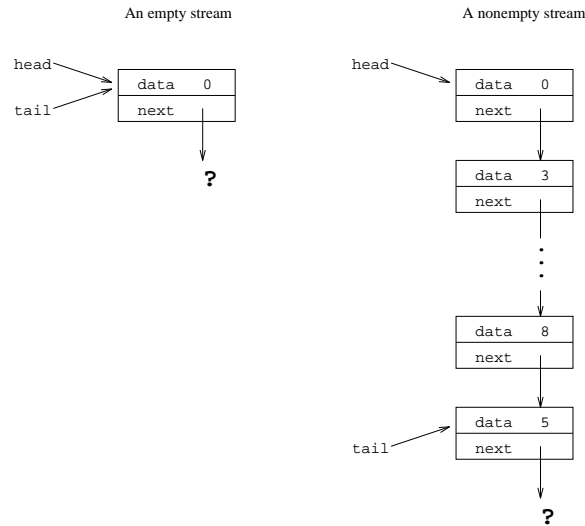 An empty stream
head
data 0
tail
next
?
A nonempty stream
head
data 0
next
data 3
next
data 8
next
data 5
tail
next
?